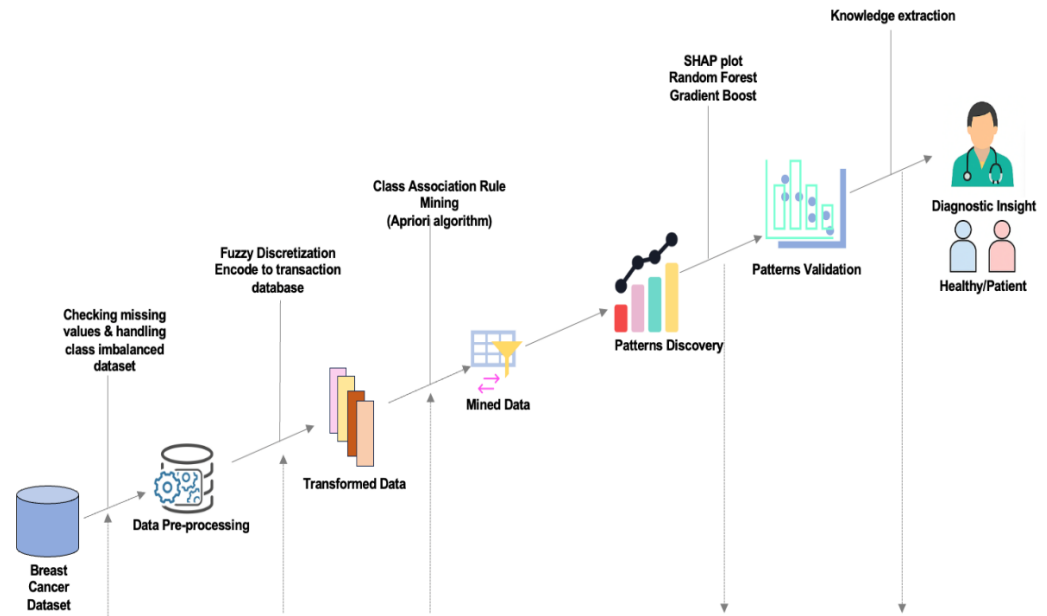 Knowledge extraction
SHAP plot
Random Forest
Gradient Boost
Class Association Rule
Mining
(Apriori algorithm)
Fuzzy Discretization
Encode to transaction
database
Checking missing
values & handling
class imbalanced
dataset
Breast
Cancer
Dataset
Data Pre-processing
Transformed Data
Mined Data
Patterns Discovery
Patterns Validation
Diagnostic Insight
Healthy/Patient